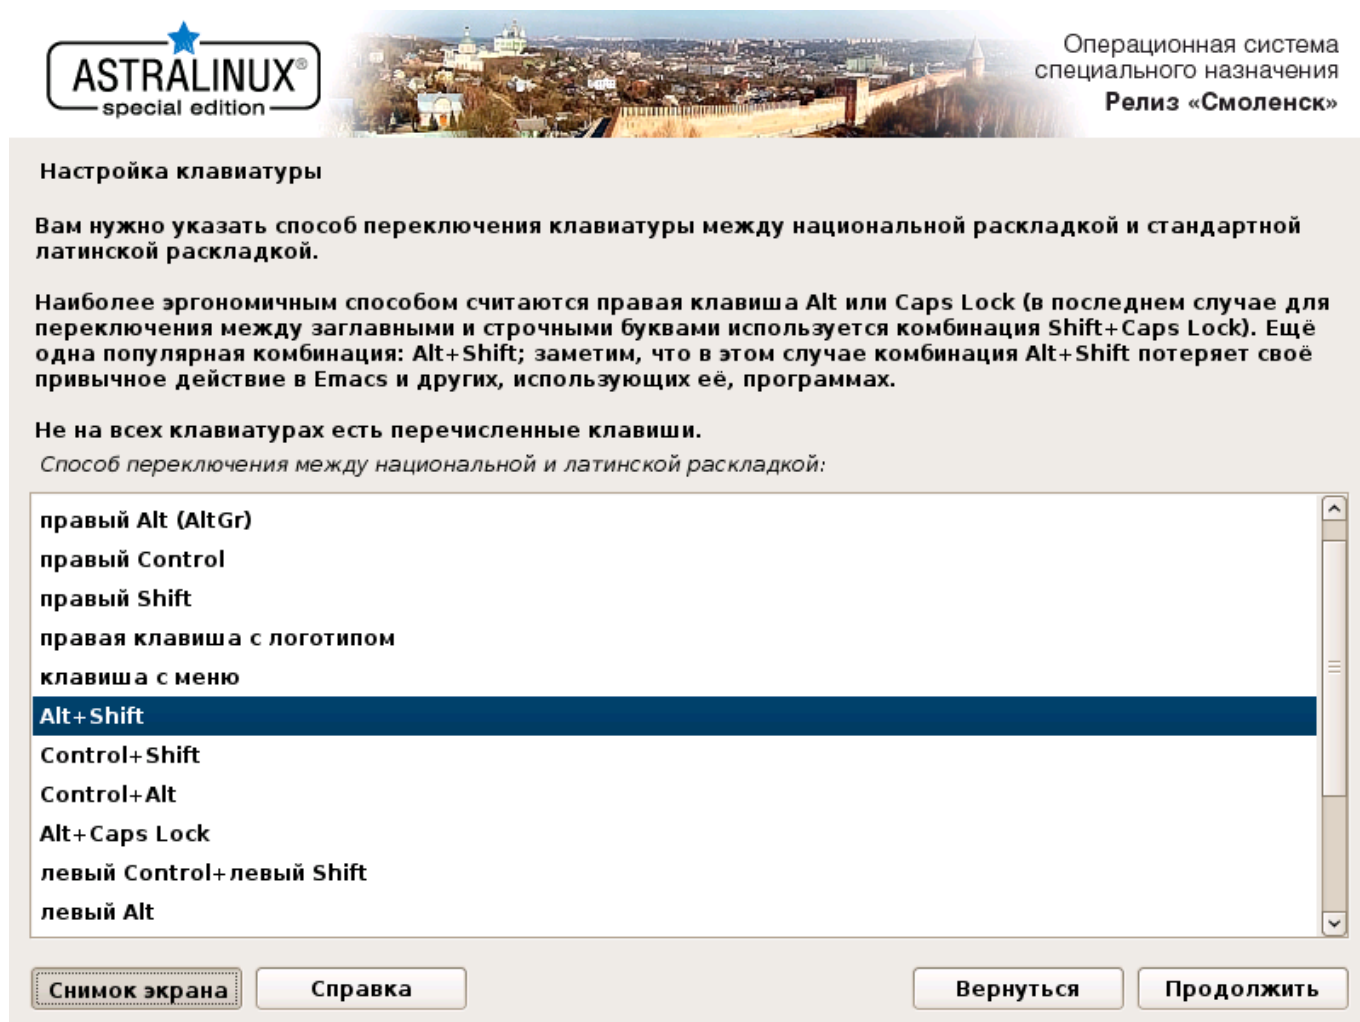 ASTRALINUX®
special edition
Операционная система
специального назначения
Релиз «Смоленск»
Настройка клавиатуры
Вам нужно указать способ переключения клавиатуры между национальной раскладкой и стандартной
латинской раскладкой.
Наиболее эргономичным способом считаются правая клавиша Alt или Caps Lock (в последнем случае для
переключения между заглавными и строчными буквами используется комбинация Shift+Caps Lock). Ещё
одна популярная комбинация: Alt+Shift; заметим, что в этом случае комбинация Alt+Shift потеряет своё
привычное действие в Emacs и других, использующих её, программах.
Не на всех клавиатурах есть перечисленные клавиши.
Способ переключения между национальной и латинской раскладкой:
правый Alt (AltGr)
правый Control
правый Shift
правая клавиша с логотипом
клавиша с меню
Alt+Shift
Control+Shift
Control+Alt
Alt+Caps Lock
левый Control+левый Shift
левый Alt
Снимок экрана
Справка
Вернуться
Продолжить